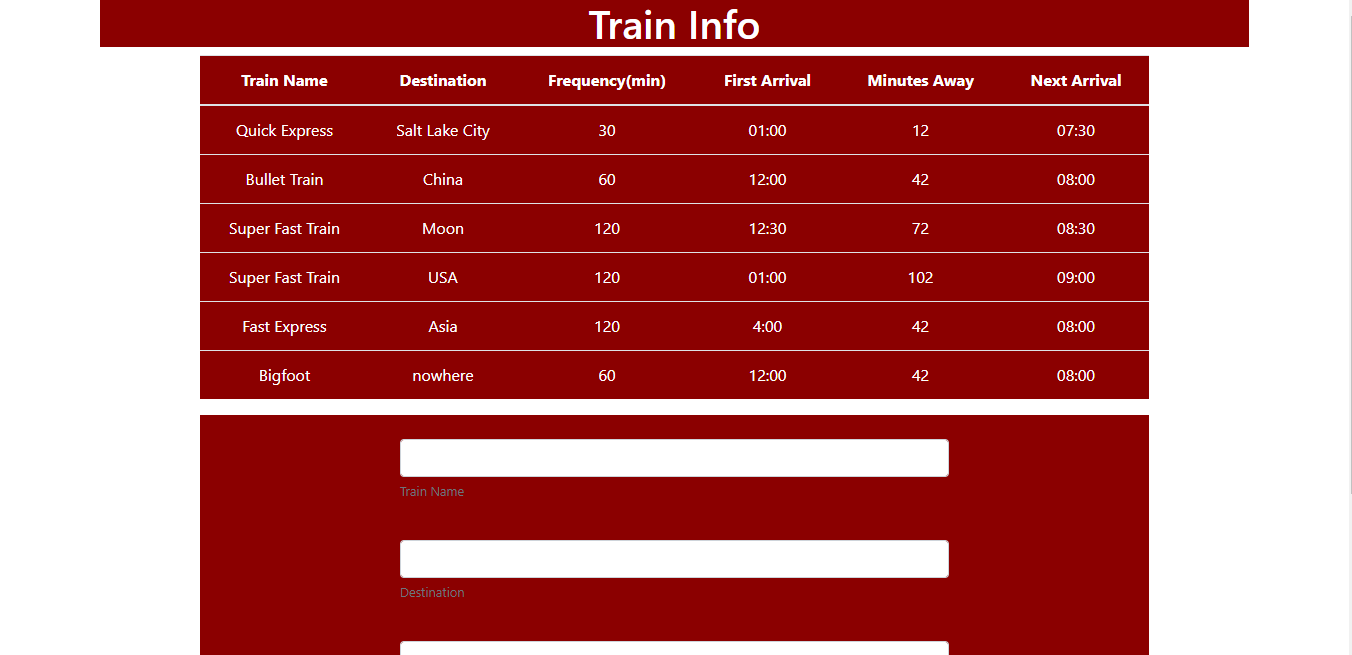 Train Info
Train Name Destination Frequency(min) First Arrival Minutes Away Next Arrival
Quick Express Salt Lake City 30 01:00 12 07:30
Bullet Train China 60 12:00 42 08:00
Super Fast Train Moon 120 12:30 72 08:30
Super Fast Train USA 120 01:00 102 09:00
Fast Express Asia 120 4:00 42 08:00
Bigfoot nowhere 60 12:00 42 08:00
Train Name
Destination